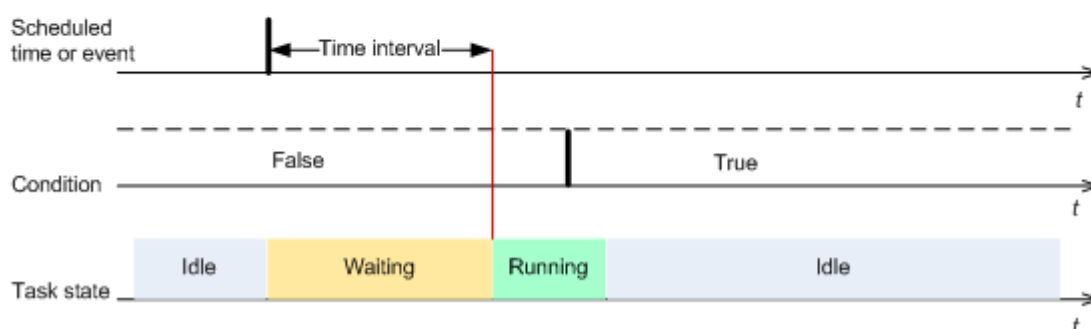 Scheduled
time or event
Time interval
t
False
True
Condition
t
Idle
Waiting
Running
Idle
Task state
t